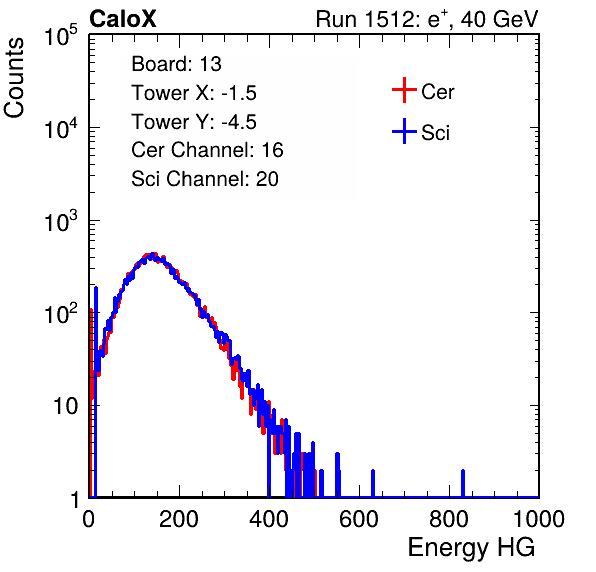 CaloX Run 1512: e+, 40 GeV
Counts
Board: 13
Tower X: -1.5
Tower Y: -4.5
Cer Channel: 16
Sci Channel: 20
Cer
Sci
10^5
10^4
10^3
10^2
10
1
0 200 400 600 800 1000
Energy HG